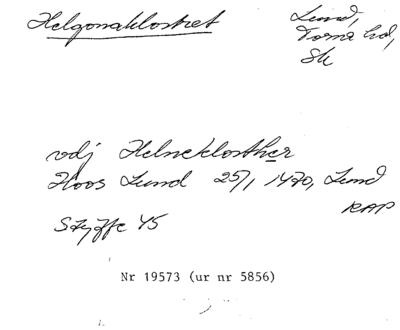 Helgonaklostret
Lund,
Torna hd,
Sk
vdj Helneklosther
Hoos Lund 25/1 1470, Lund
RAP
Styffe 45
Nr 19573 (ur nr 5856)